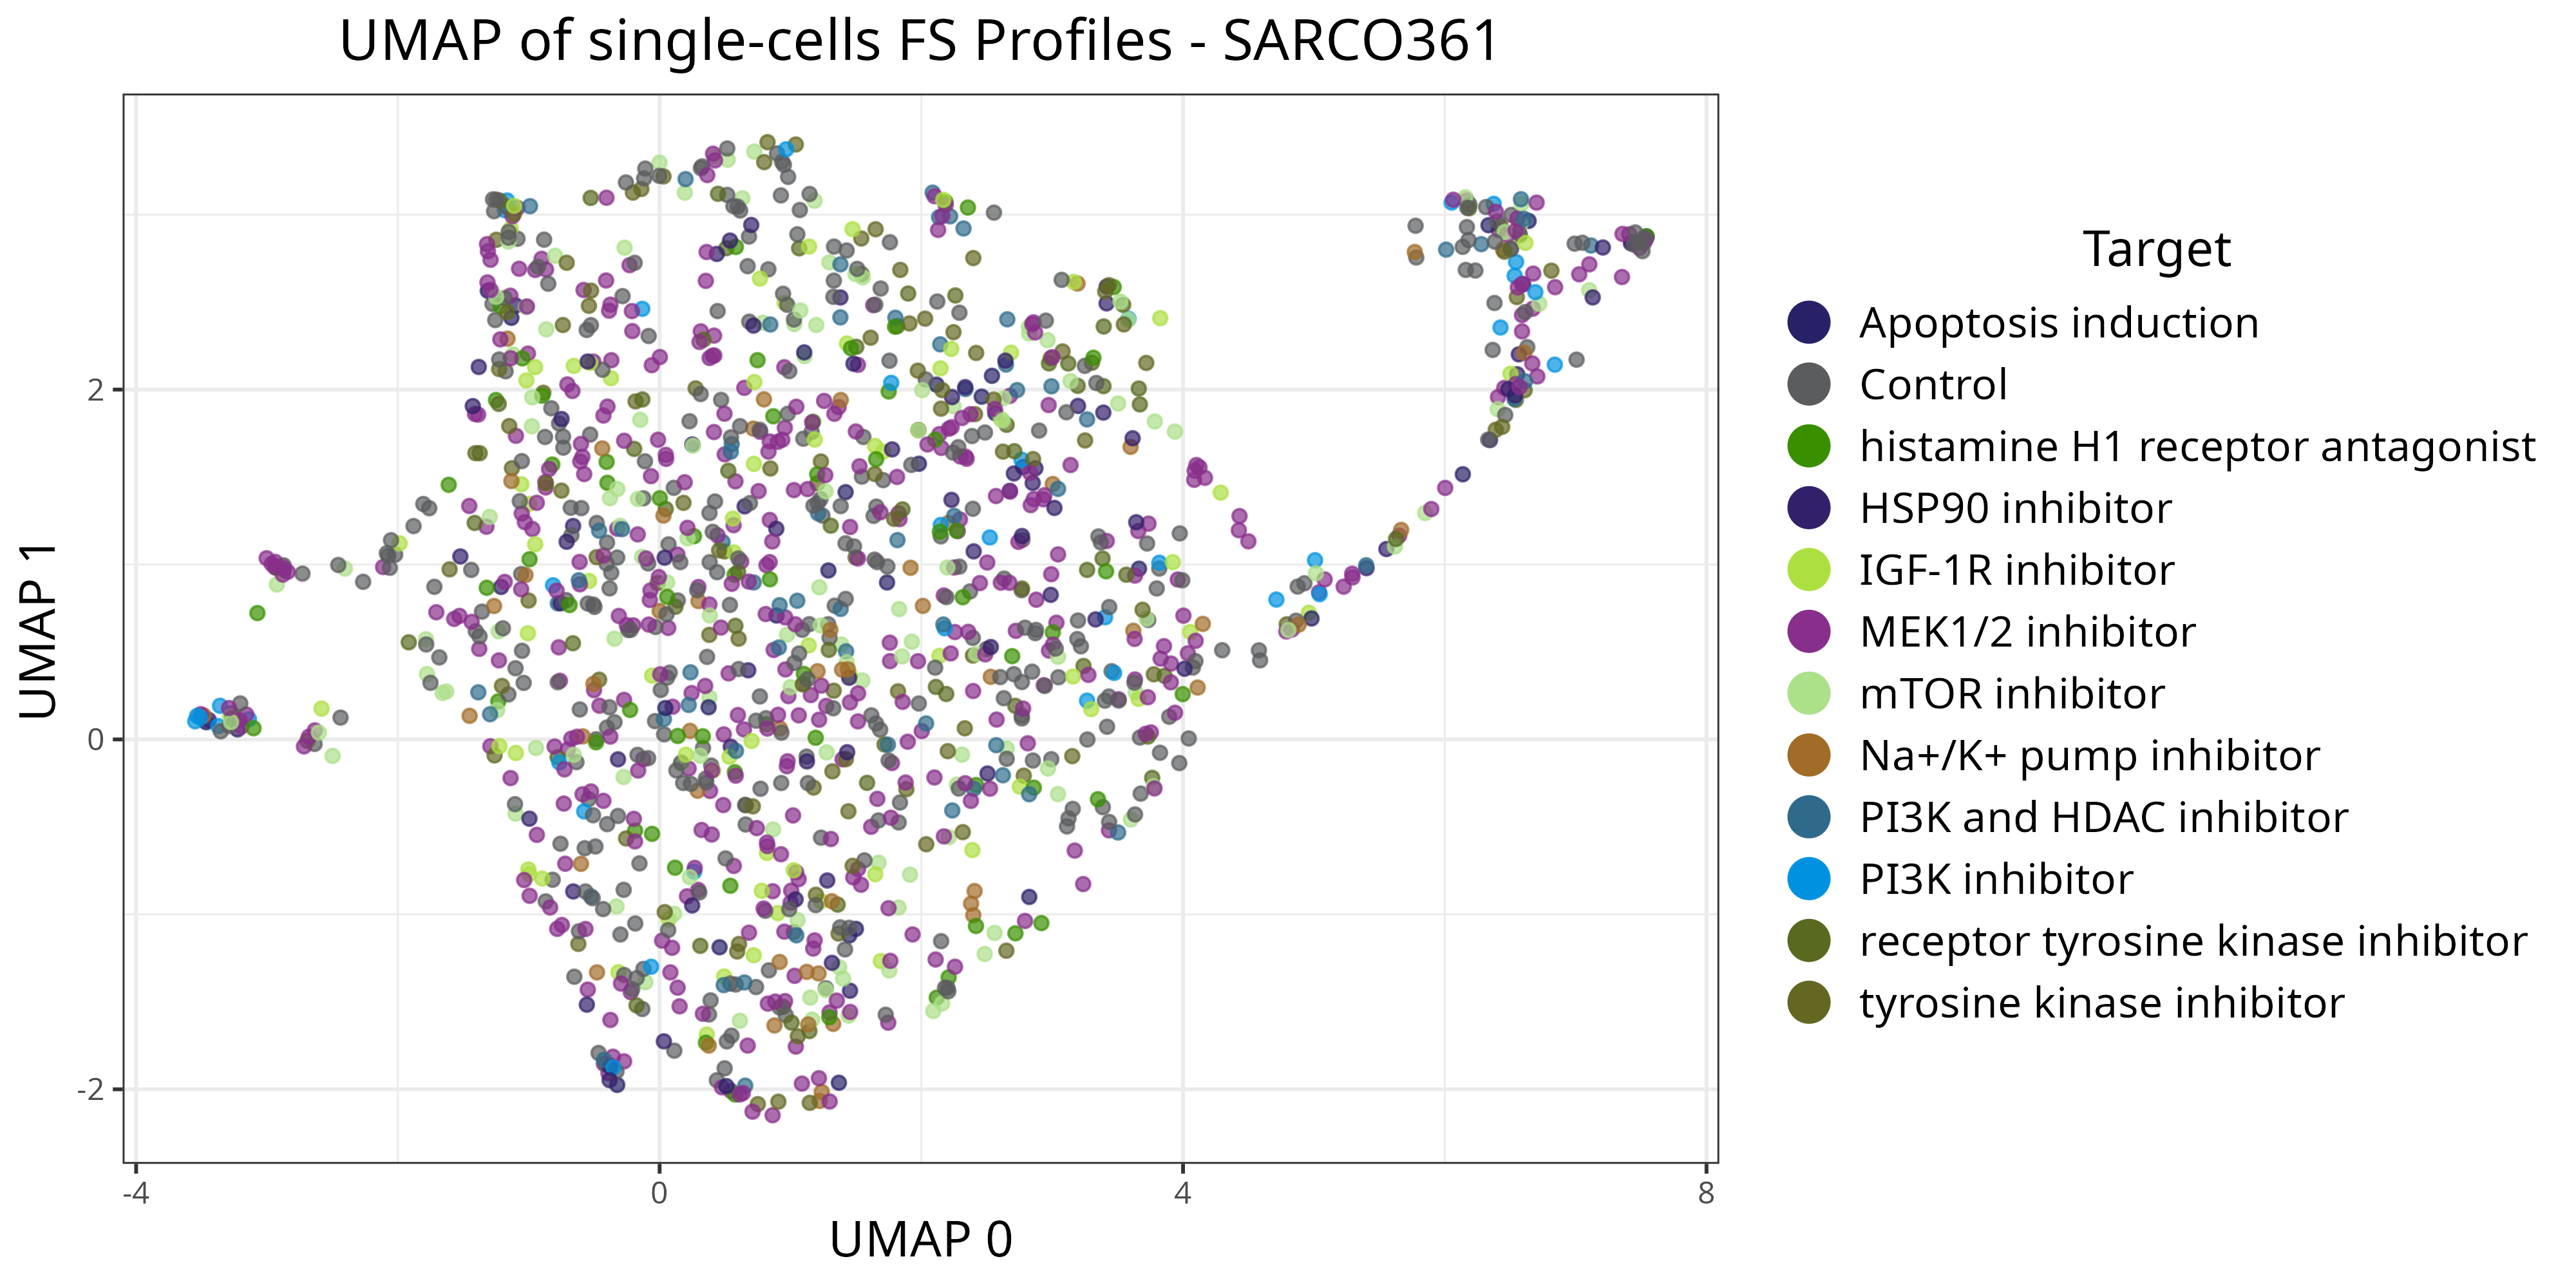 UMAP of single-cells FS Profiles - SARCO361
UMAP 1
2
0
-2
-4
0
4
8
UMAP 0
Target
Apoptosis induction
Control
histamine H1 receptor antagonist
HSP90 inhibitor
IGF-1R inhibitor
MEK1/2 inhibitor
mTOR inhibitor
Na+/K+ pump inhibitor
PI3K and HDAC inhibitor
PI3K inhibitor
receptor tyrosine kinase inhibitor
tyrosine kinase inhibitor